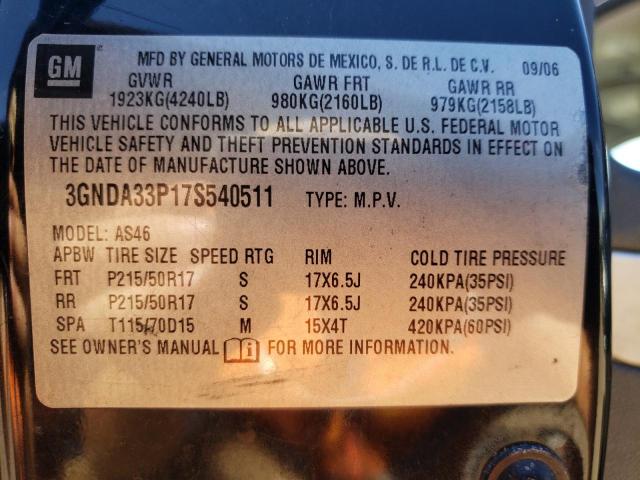 GM
MFD BY GENERAL MOTORS DE MEXICO, S. DE R.L. DE C.V. 09/06
GVWR GAWR FRT GAWR RR
1923KG(4240LB) 980KG(2160LB) 979KG(2158LB)
THIS VEHICLE CONFORMS TO ALL APPLICABLE U.S. FEDERAL MOTOR
VEHICLE SAFETY AND THEFT PREVENTION STANDARDS IN EFFECT ON
THE DATE OF MANUFACTURE SHOWN ABOVE.
3GNDA33P17S540511 TYPE: M.P.V.
MODEL: AS46
APBW TIRE SIZE SPEED RTG RIM COLD TIRE PRESSURE
FRT P215/50R17 S 17X6.5J 240KPA(35PSI)
RR P215/50R17 S 17X6.5J 240KPA(35PSI)
SPA T115/70D15 M 15X4T 420KPA(60PSI)
SEE OWNER'S MANUAL i FOR MORE INFORMATION.